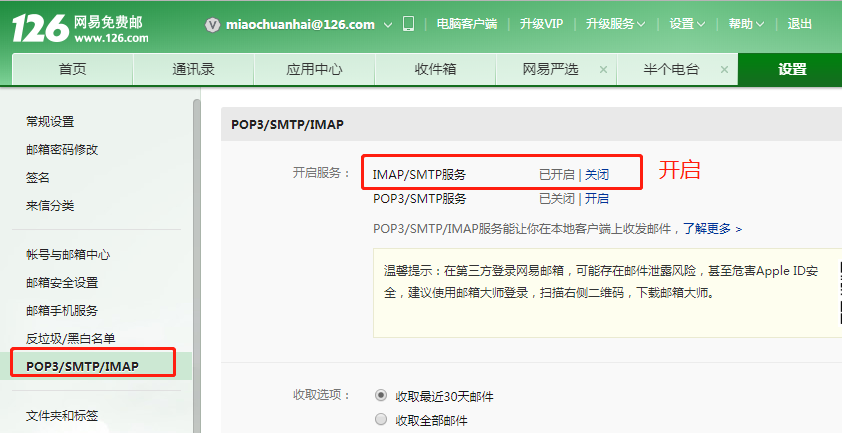 126 网易免费邮
www.126.com
miaochuanhai@126.com 电脑客户端 | 升级VIP | 升级服务 | 设置 | 帮助 | 退出
首页 通讯录 应用中心 收件箱 网易严选 × 半个电台 × 设置
常规设置
邮箱密码修改
签名
来信分类
帐号与邮箱中心
邮箱安全设置
邮箱手机服务
反垃圾/黑白名单
POP3/SMTP/IMAP
文件夹和标签
POP3/SMTP/IMAP
开启服务： IMAP/SMTP服务 已开启 | 关闭 开启
POP3/SMTP服务 已关闭 | 开启
POP3/SMTP/IMAP服务能让你在本地客户端上收发邮件，了解更多 >
温馨提示：在第三方登录网易邮箱，可能存在邮件泄露风险，甚至危害Apple ID安
全，建议使用邮箱大师登录，扫描右侧二维码，下载邮箱大师。
收取选项： 收取最近30天邮件
收取全部邮件